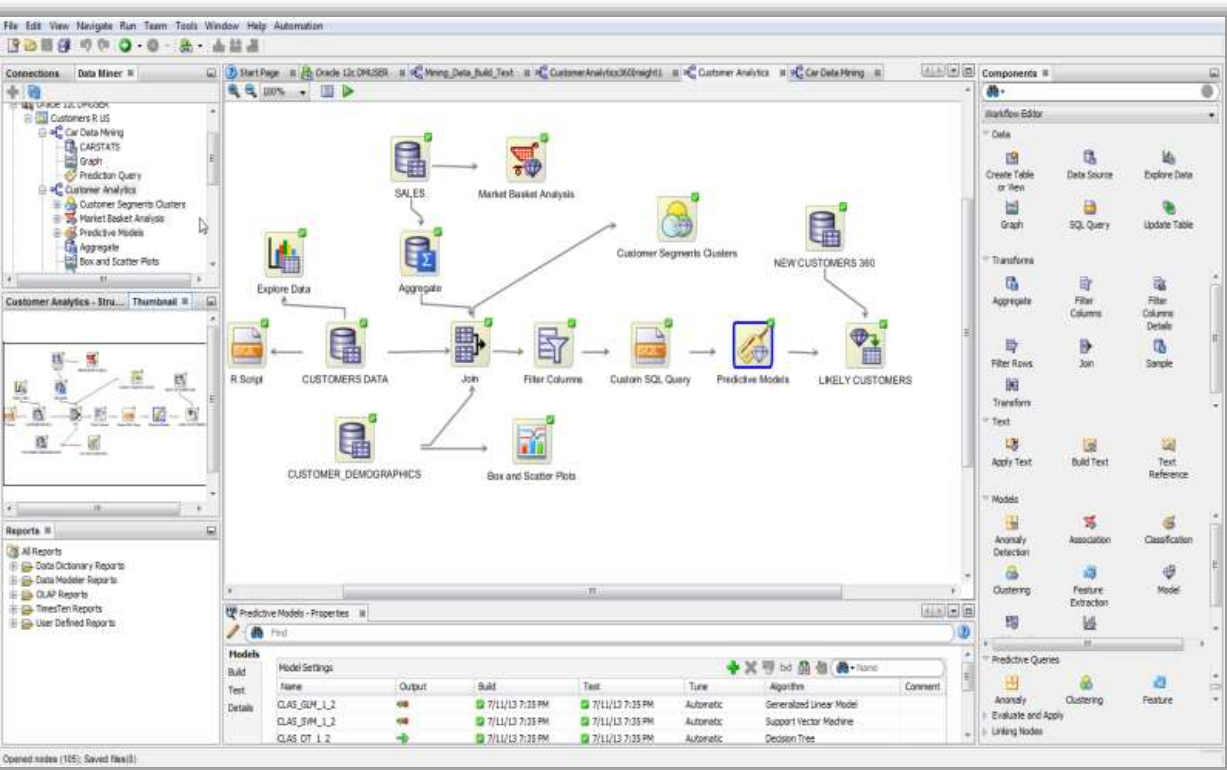 File Edit View Navigate Run Team Tools Window Help Automation
Connections Data Miner
Oracle 12c DMUSER
Customers R US
Car Data Mining
CARSTATS
Graph
Prediction Query
Customer Analytics
Customer Segments Clusters
Market Basket Analysis
Predictive Models
Aggregate
Box and Scatter Plots
Customer Analytics - Stru... Thumbnail
Reports
All Reports
Data Dictionary Reports
Data Modeler Reports
OLAP Reports
TimesTen Reports
User Defined Reports
Start Page Oracle 12c DMUSER Mining_Data_Build_Text CustomerAnalytics360Insight1 Customer Analytics Car Data Mining
100%
SALES
Market Basket Analysis
Customer Segments Clusters
NEW CUSTOMERS 360
Explore Data
Aggregate
R Script
CUSTOMERS DATA
Join
Filter Columns
Custom SQL Query
Predictive Models
LIKELY CUSTOMERS
CUSTOMER_DEMOGRAPHICS
Box and Scatter Plots
Predictive Models - Properties
Find
Models
Build
Test
Details
Model Settings
Name
Name Output Build Test Tune Algorithm Comment
CLAS_GLM_1_2 7/11/13 7:35 PM 7/11/13 7:35 PM Automatic Generalized Linear Model
CLAS_SVM_1_2 7/11/13 7:35 PM 7/11/13 7:35 PM Automatic Support Vector Machine
CLAS_DT_1_2 7/11/13 7:35 PM 7/11/13 7:35 PM Automatic Decision Tree
Components
Workflow Editor
Data
Create Table or View
Data Source
Explore Data
Graph
SQL Query
Update Table
Transforms
Aggregate
Filter Columns
Filter Columns Details
Filter Rows
Join
Sample
Transform
Text
Apply Text
Build Text
Text Reference
Models
Anomaly Detection
Association
Classification
Clustering
Feature Extraction
Model
Predictive Queries
Anomaly
Clustering
Feature
Evaluate and Apply
Linking Nodes
Opened nodes (105); Saved files(0)